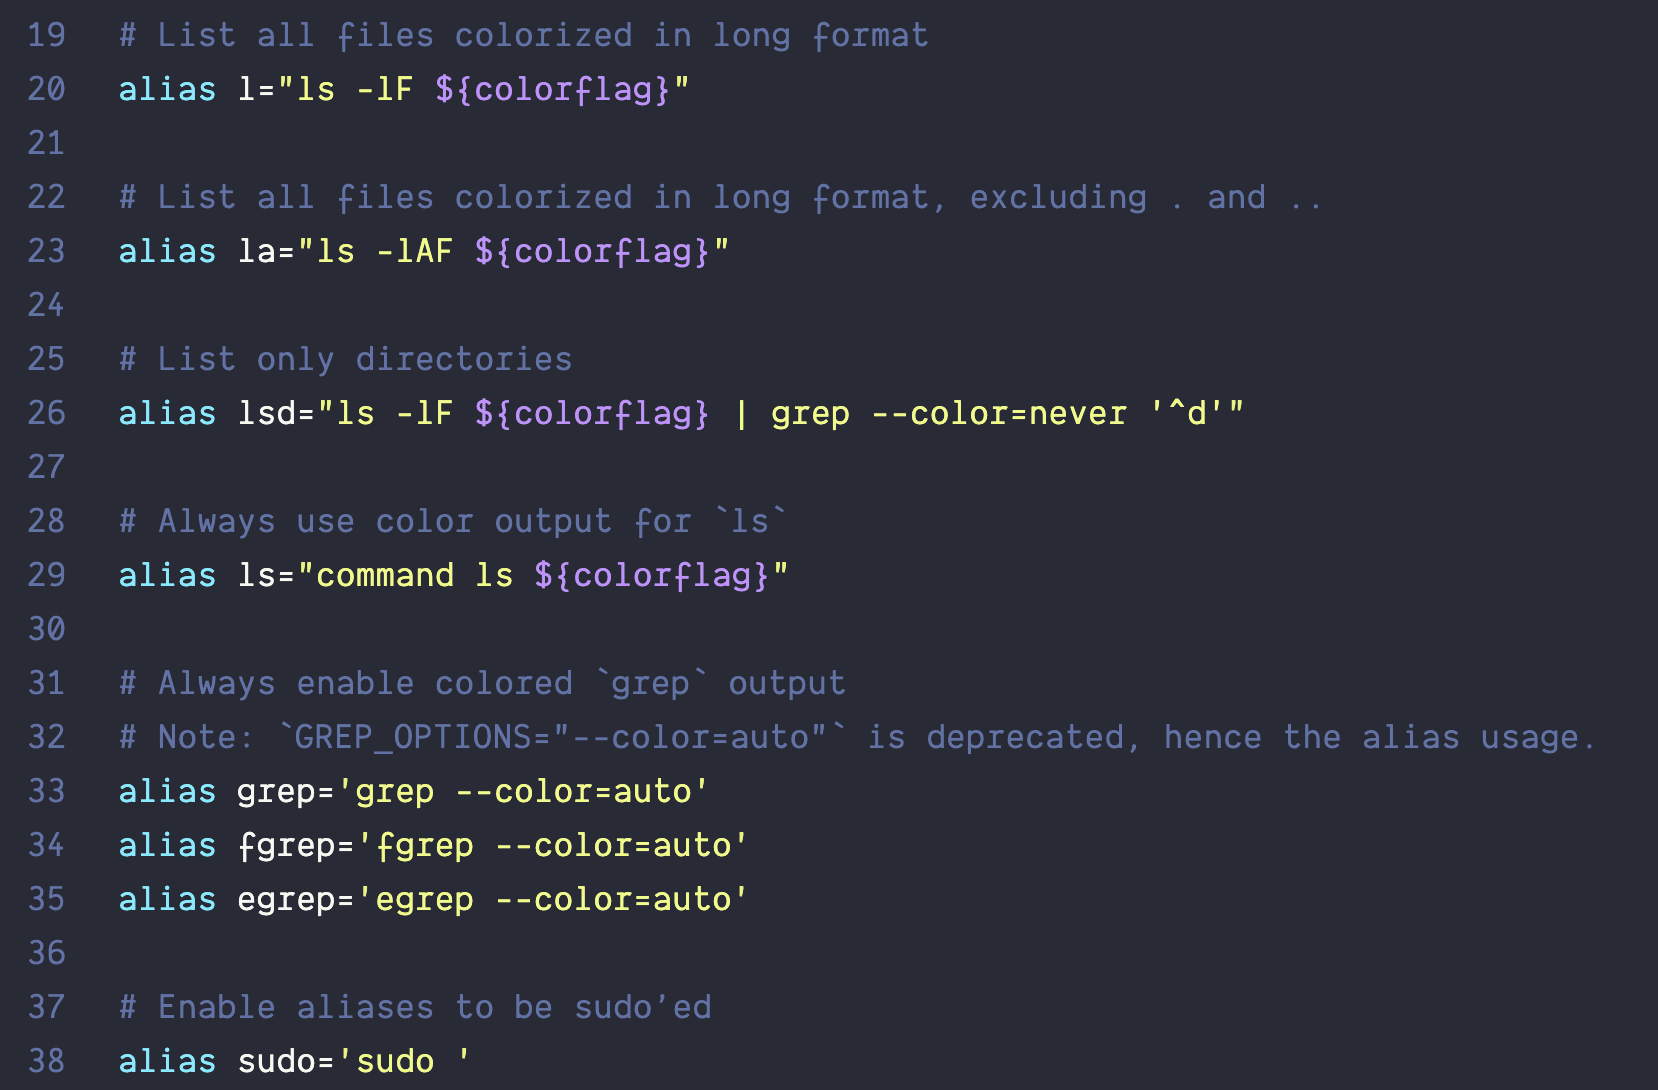 19 # List all files colorized in long format
20 alias l="ls -lF ${colorflag}"
21
22 # List all files colorized in long format, excluding . and ..
23 alias la="ls -lAF ${colorflag}"
24
25 # List only directories
26 alias lsd="ls -lF ${colorflag} | grep --color=never '^d'"
27
28 # Always use color output for `ls`
29 alias ls="command ls ${colorflag}"
30
31 # Always enable colored `grep` output
32 # Note: `GREP_OPTIONS="--color=auto"` is deprecated, hence the alias usage.
33 alias grep='grep --color=auto'
34 alias fgrep='fgrep --color=auto'
35 alias egrep='egrep --color=auto'
36
37 # Enable aliases to be sudo’ed
38 alias sudo='sudo '